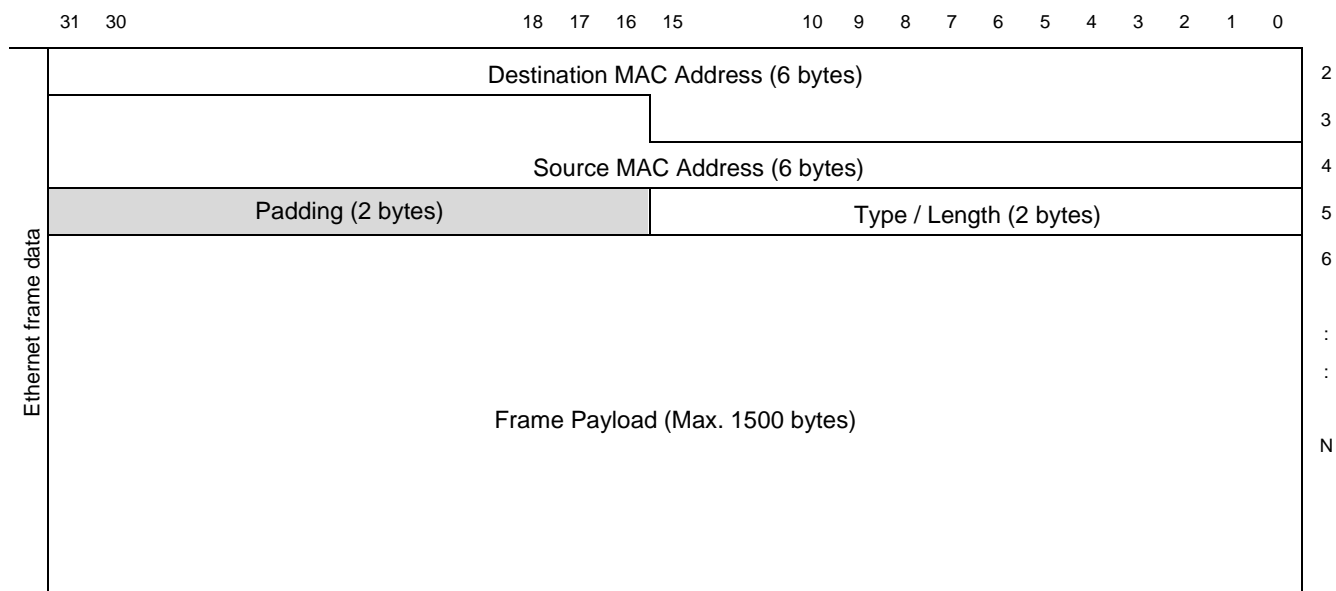 31 30 18 17 16 15 10 9 8 7 6 5 4 3 2 1 0
Destination MAC Address (6 bytes) 2
3
Source MAC Address (6 bytes) 4
Padding (2 bytes) Type / Length (2 bytes) 5
Ethernet frame data
6
:
:
Frame Payload (Max. 1500 bytes)
N